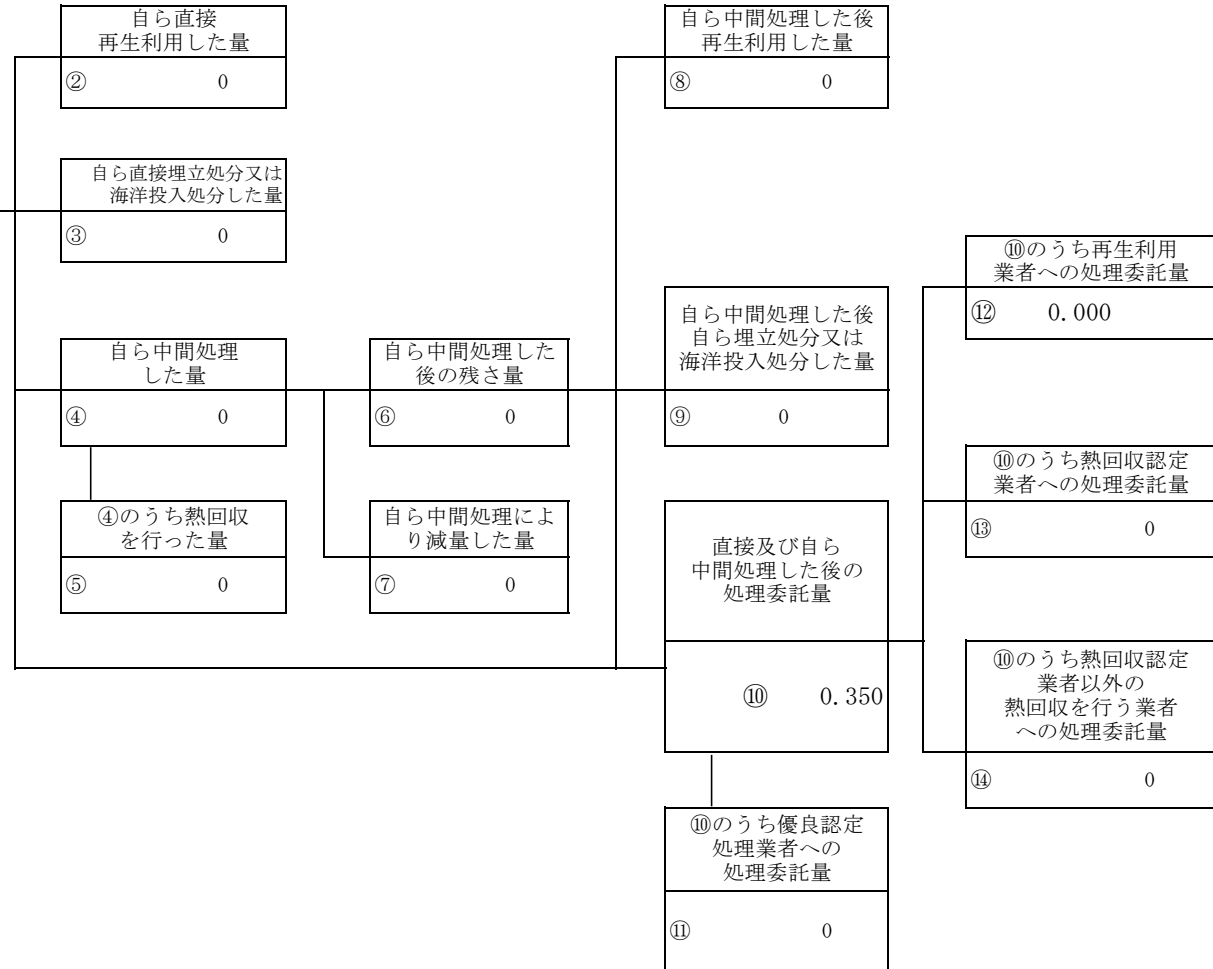 自ら直接
再生利用した量
② 0
自ら直接埋立処分又は
海洋投入処分した量
③ 0
自ら中間処理
した量
④ 0
④のうち熱回収
を行った量
⑤ 0
自ら中間処理した
後の残さ量
⑥ 0
自ら中間処理によ
り減量した量
⑦ 0
自ら中間処理した後
再生利用した量
⑧ 0
自ら中間処理した後
自ら埋立処分又は
海洋投入処分した量
⑨ 0
直接及び自ら
中間処理した後の
処理委託量
⑩ 0.350
⑩のうち優良認定
処理業者への
処理委託量
⑪ 0
⑩のうち再生利用
業者への処理委託量
⑫ 0.000
⑩のうち熱回収認定
業者への処理委託量
⑬ 0
⑩のうち熱回収認定
業者以外の
熱回収を行う業者
への処理委託量
⑭ 0